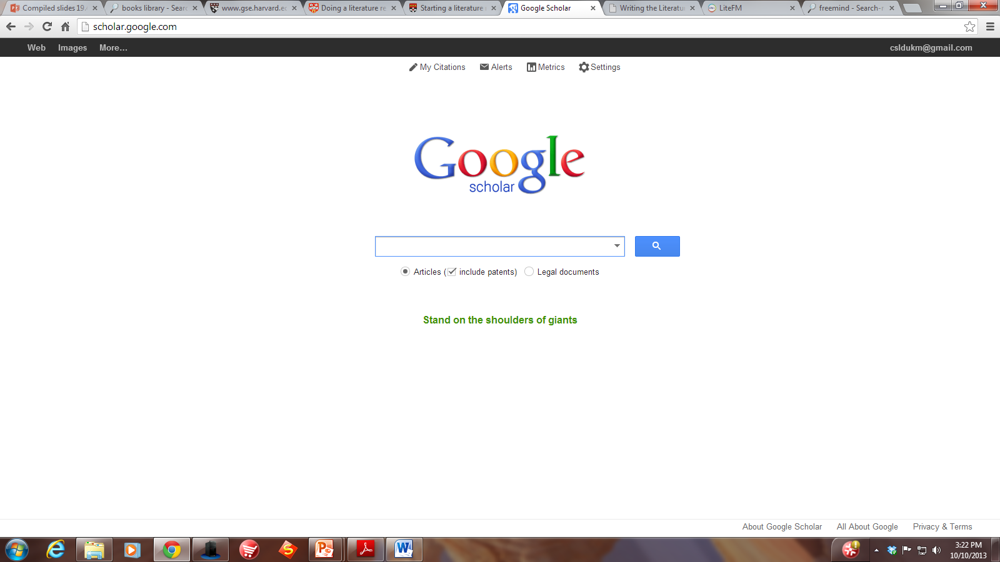 Compiled slides 19.
books library - Sear
www.gse.harvard.ed
Doing a literature re
Starting a literature
Google Scholar
Writing the Literatu
LiteFM
freemind - Search-r
scholar.google.com
Web Images More... csldukm@gmail.com
My Citations Alerts Metrics Settings
Google
scholar
Articles (include patents) Legal documents
Stand on the shoulders of giants
About Google Scholar All About Google Privacy & Terms
3:22 PM
10/10/2013